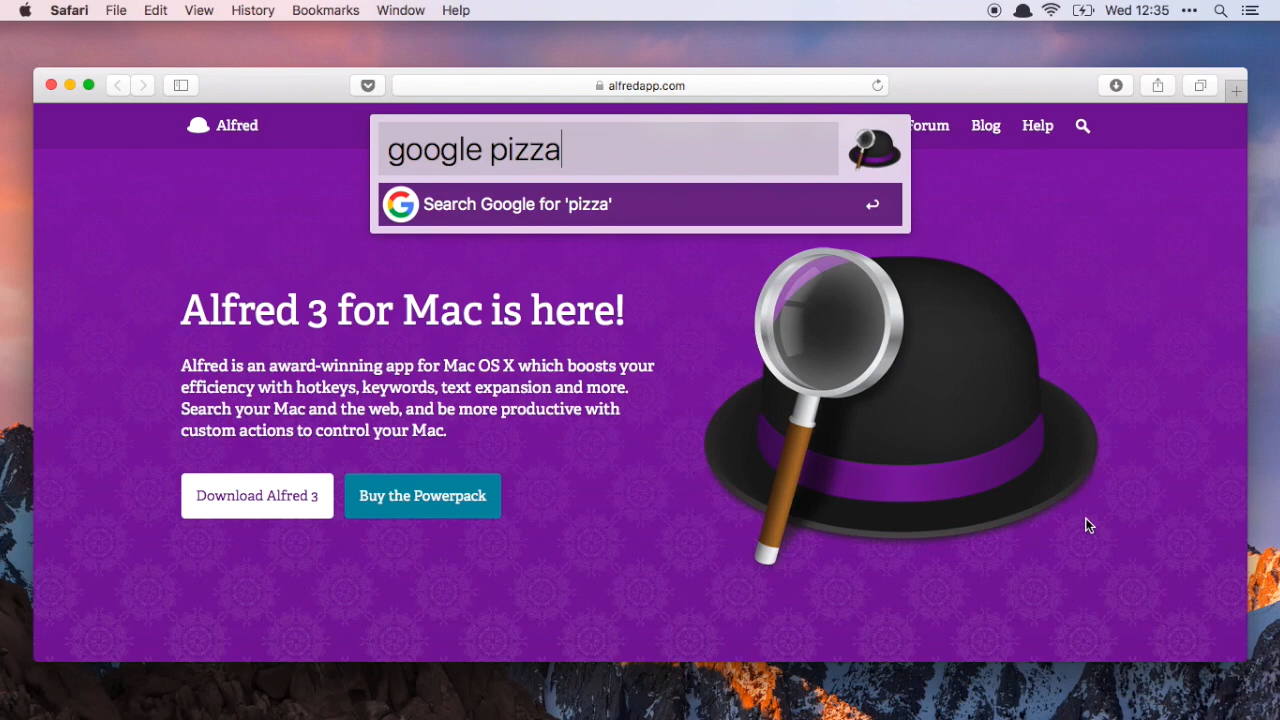 Safari File Edit View History Bookmarks Window Help Wed 12:35
alfredapp.com
Alfred Forum Blog Help
google pizza
Search Google for 'pizza'
Alfred 3 for Mac is here!
Alfred is an award-winning app for Mac OS X which boosts your
efficiency with hotkeys, keywords, text expansion and more.
Search your Mac and the web, and be more productive with
custom actions to control your Mac.
Download Alfred 3 Buy the Powerpack